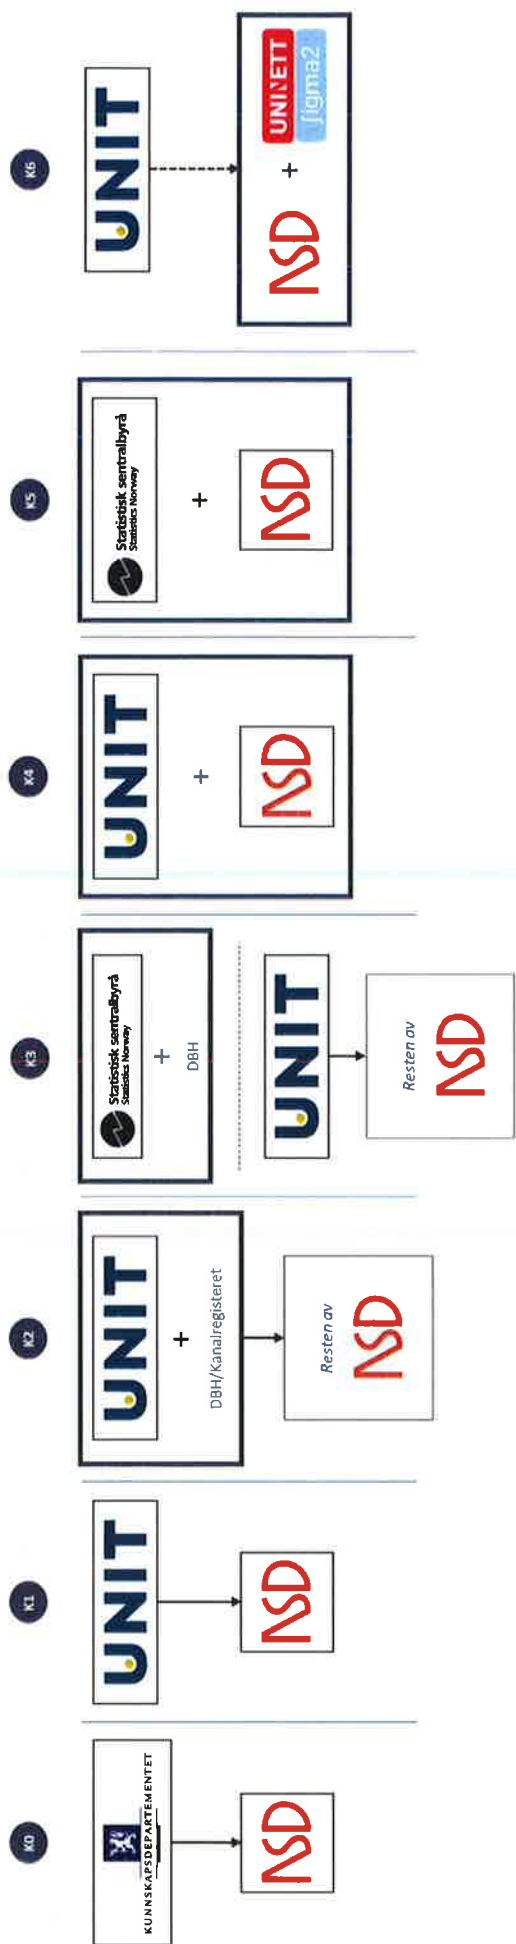 K0
KUNNSKAPSDEPARTEMENTET
NSD
K1
UNIT
NSD
K2
UNIT
+
DBH/Kanalregisteret
Resten av
NSD
K3
Statistisk sentralbyrå
Statistics Norway
+
DBH
UNIT
Resten av
NSD
K4
UNIT
+
NSD
K5
Statistisk sentralbyrå
Statistics Norway
+
NSD
K6
UNIT
NSD
+
UNINETT
sigma2